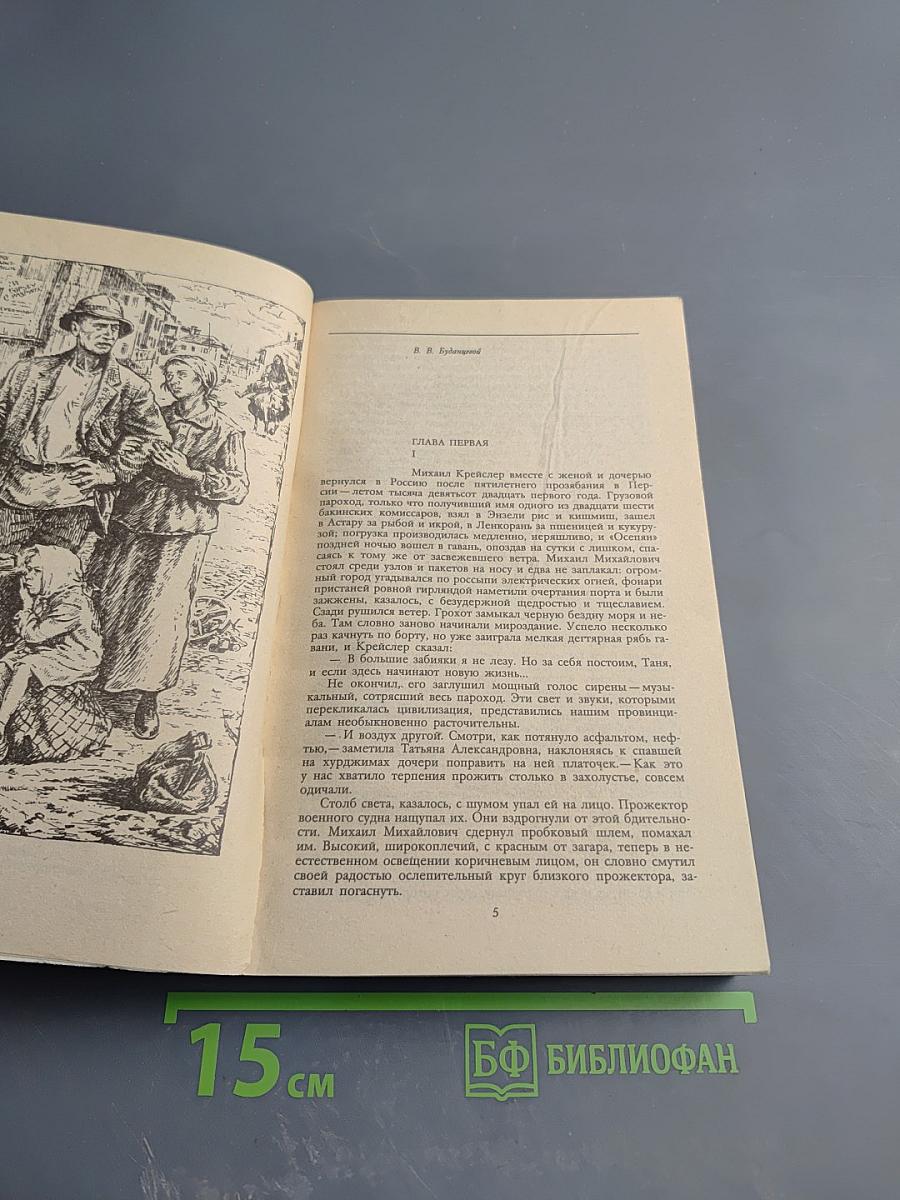 В. В. Буданцевой
ГЛАВА ПЕРВАЯ
I
Михаил Крейслер вместе с женой и дочерью
вернулся в Россию после пятилетнего прозябания в Пер-
сии — летом тысяча девятьсот двадцать первого года. Грузовой
пароход, только что получивший имя одного из двадцати шести
бакинских комиссаров, взял в Энзели рис и кишмиш, зашел
в Астару за рыбой и икрой, в Ленкорань за пшеницей и кукуру-
зой; погрузка производилась медленно, неряшливо, и «Осепян»
поздней ночью вошел в гавань, опоздав на сутки с лишком, спа-
саясь к тому же от засвежевшего ветра. Михаил Михайлович
стоял среди узлов и пакетов на носу и едва не заплакал: огром-
ный город угадывался по россыпи электрических огней, фонари
пристаней ровной гирляндой наметили очертания порта и были
зажжены, казалось, с безудержной щедростью и тщеславием.
Сзади рушился ветер. Грохот замыкал черную бездну моря и не-
ба. Там словно заново начинали мироздание. Успело несколько
раз качнуть по борту, но уже заиграла мелкая дегтярная рябь га-
вани, и Крейслер сказал:
— В большие забияки я не лезу. Но за себя постоим, Таня,
и если здесь начинают новую жизнь...
Не окончил, его заглушил мощный голос сирены — музы-
кальный, сотрясший весь пароход. Эти свет и звуки, которыми
перекликалась цивилизация, представились нашим провинци-
алам необыкновенно расточительны.
— И воздух другой. Смотри, как потянуло асфальтом, неф-
тью, — заметила Татьяна Александровна, наклоняясь к спавшей
на хурджимах дочери поправить на ней платочек. — Как это
у нас хватило терпения прожить столько в захолустье, совсем
одичали.
Столб света, казалось, с шумом упал ей на лицо. Прожектор
военного судна нащупал их. Они вздрогнули от этой бдительно-
сти. Михаил Михайлович сдернул пробковый шлем, помахал
им. Высокий, широкоплечий, с красным от загара, теперь в не-
естественном освещении коричневым лицом, он словно смутил
своей радостью ослепительный круг близкого прожектора, за-
ставил погаснуть.
5
15 см
БФ БИБЛИОФАН